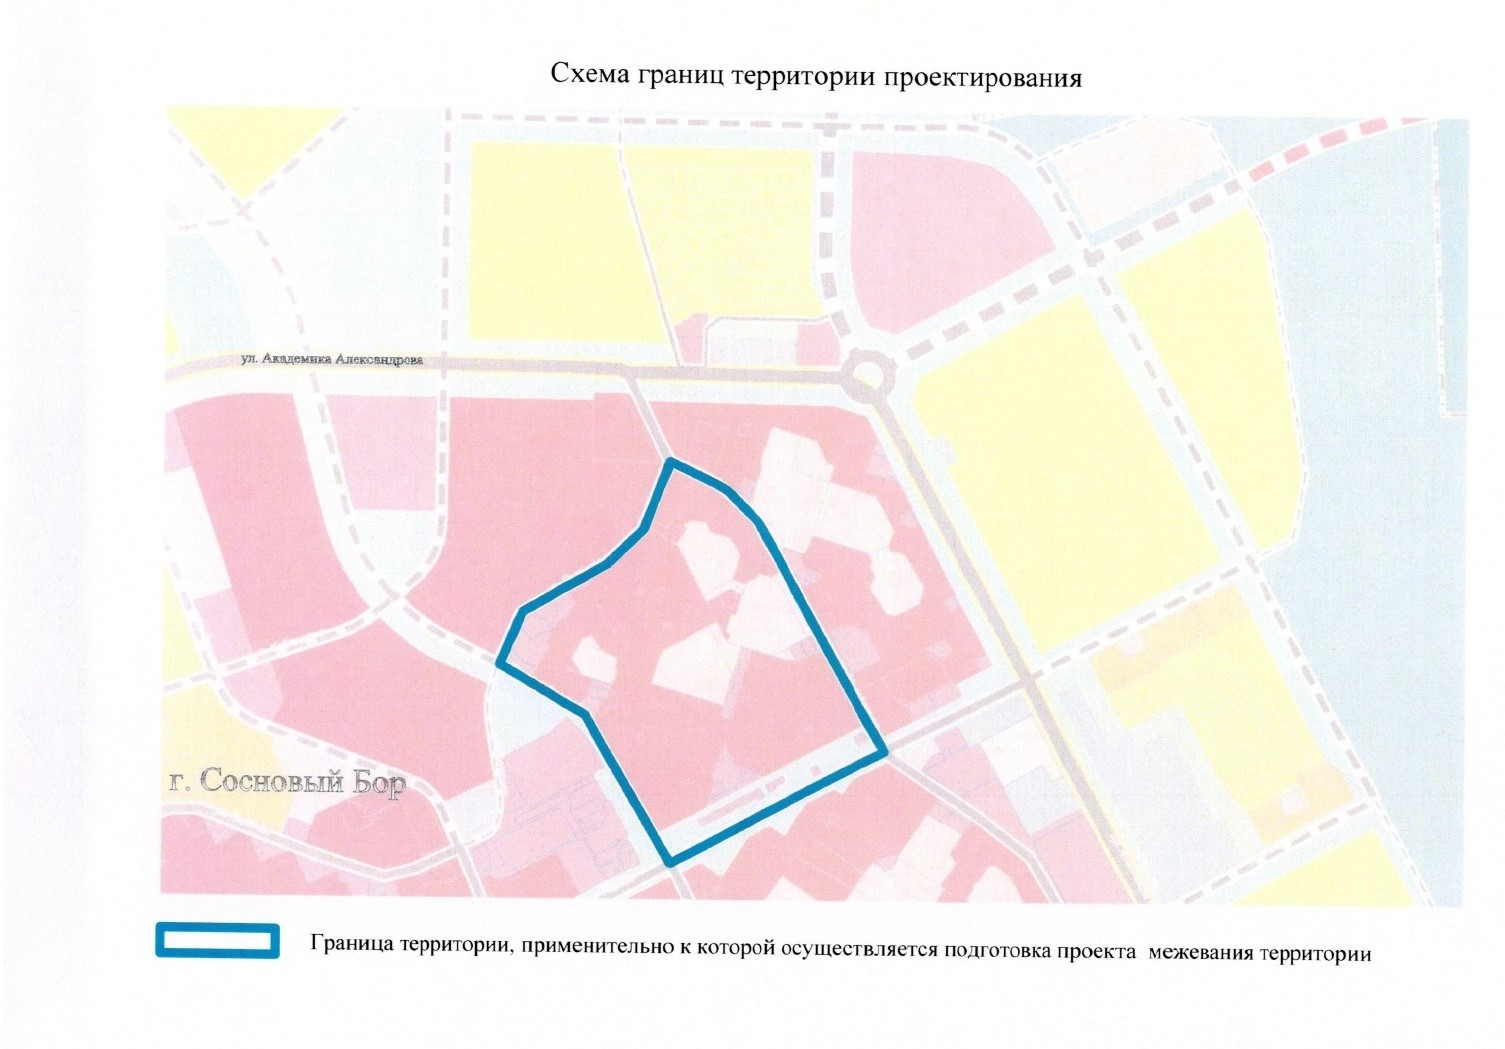 Схема границ территории проектирования
ул. Академика Александрова
г. Сосновый Бор
Граница территории, применительно к которой осуществляется подготовка проекта межевания территории